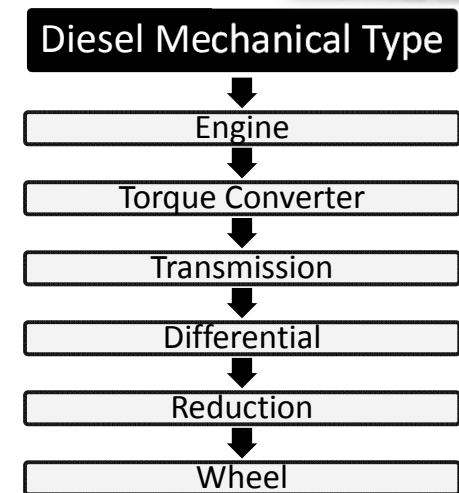 Diesel Mechanical Type
Engine
Torque Converter
Transmission
Differential
Reduction
Wheel